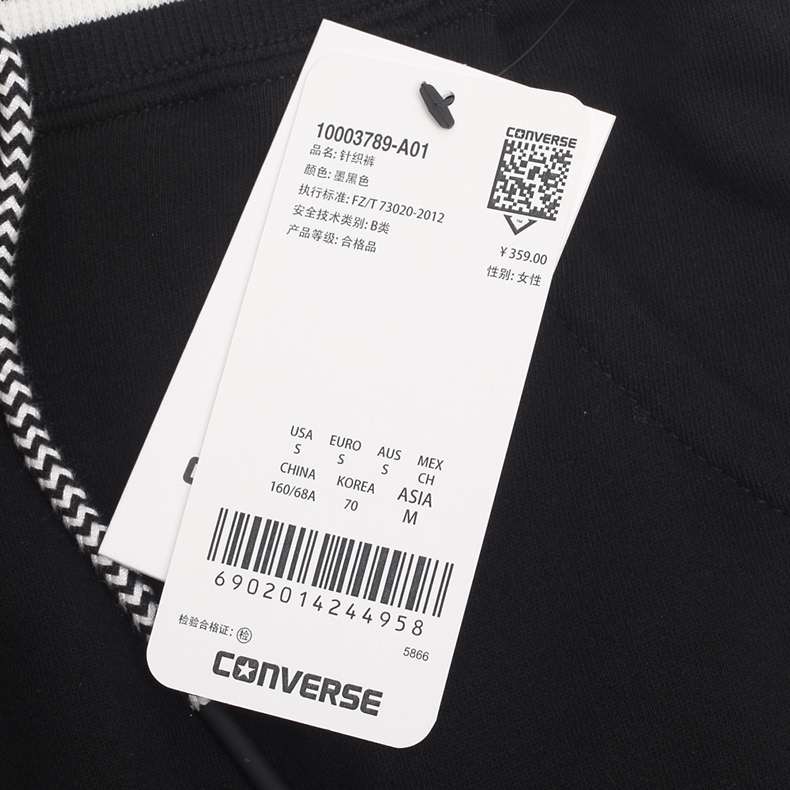 10003789-A01
品名: 针织裤
颜色: 墨黑色
执行标准: FZ/T 73020-2012
安全技术类别: B类
产品等级: 合格品
CONVERSE
™
¥359.00
性别: 女性
USA EURO AUS MEX
S S S CH
CHINA KOREA ASIA
160/68A 70 M
6902014244958
检验合格证: 检
5866
CONVERSE
C